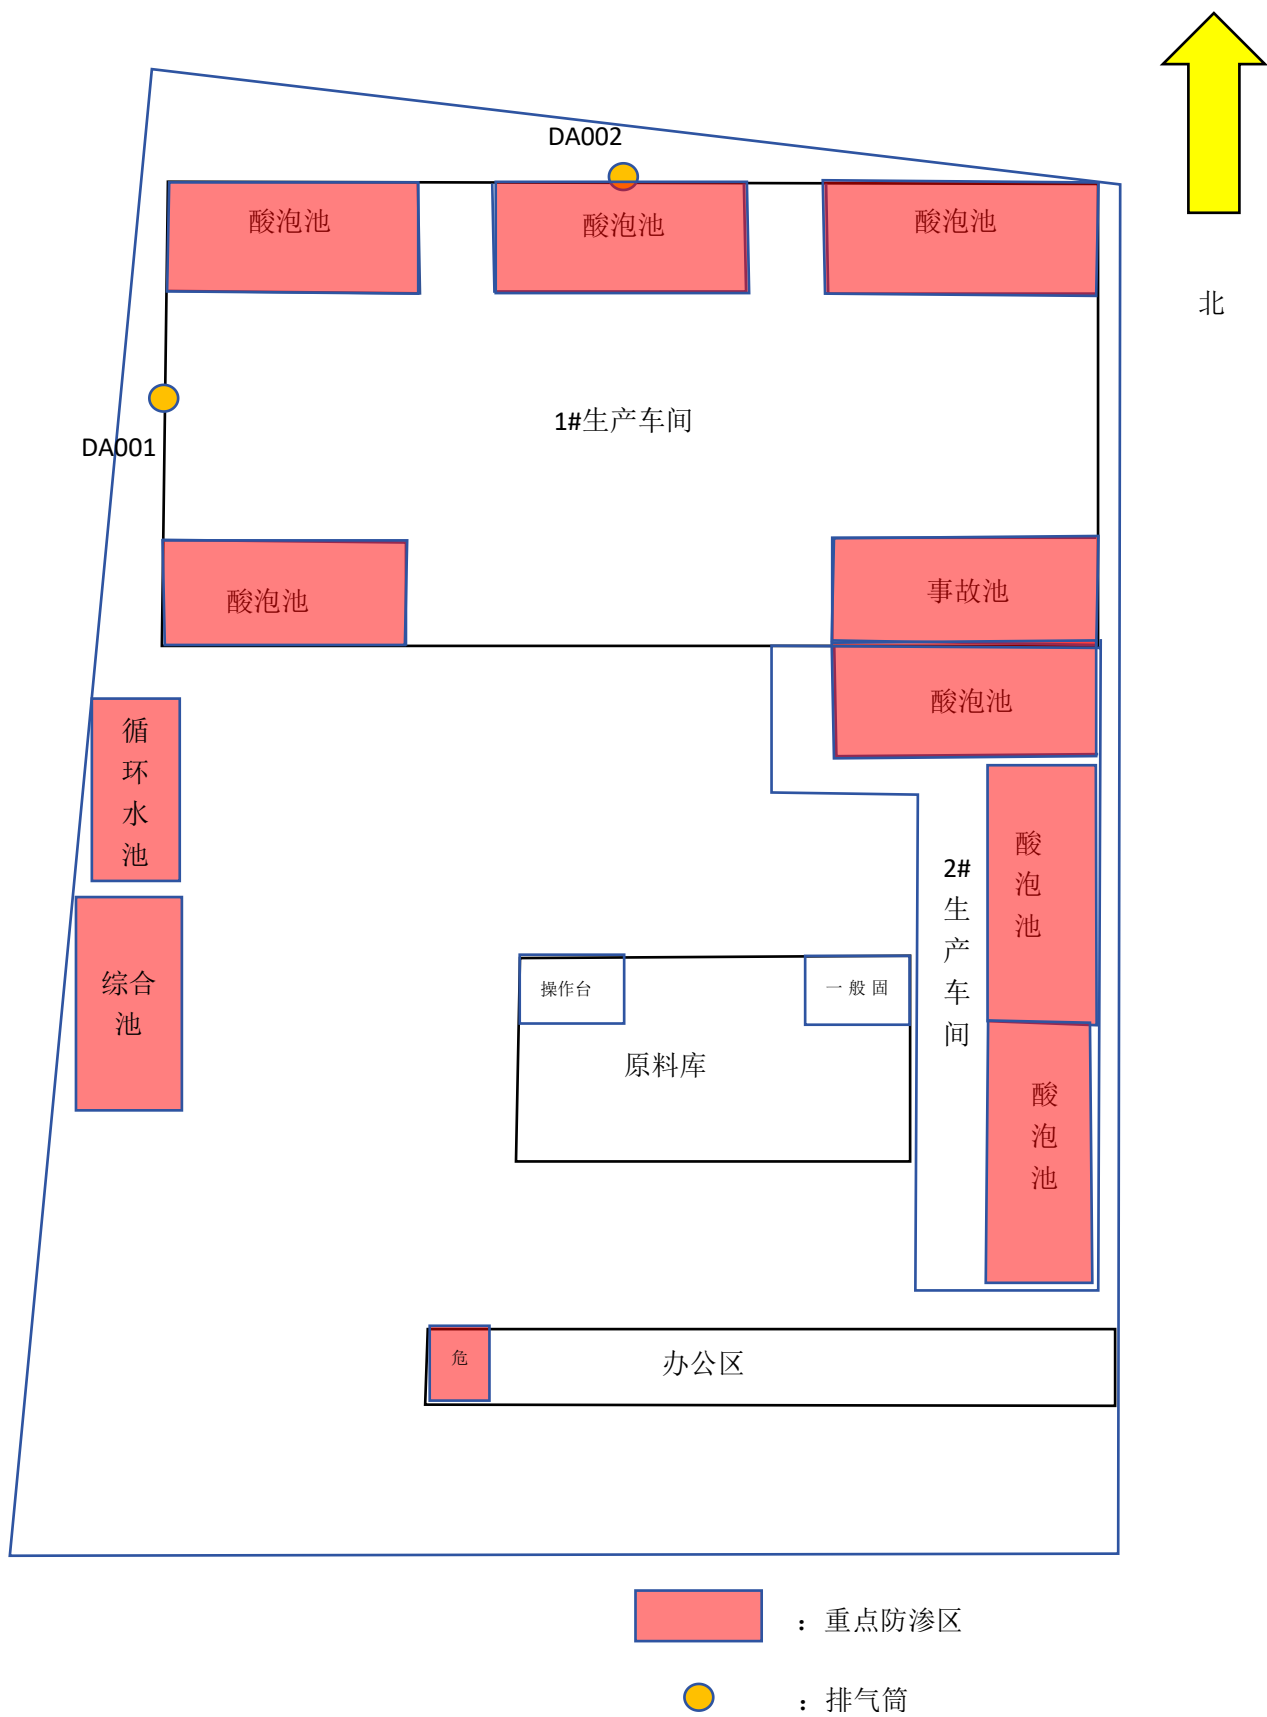 DA002
酸泡池
酸泡池
酸泡池
北
1#生产车间
DA001
酸泡池
事故池
酸泡池
循
环
水
池
2#
生
产
车
间
酸
泡
池
综合
池
操作台
一 般 固
原料库
酸
泡
池
危
办公区
：重点防渗区
：排气筒